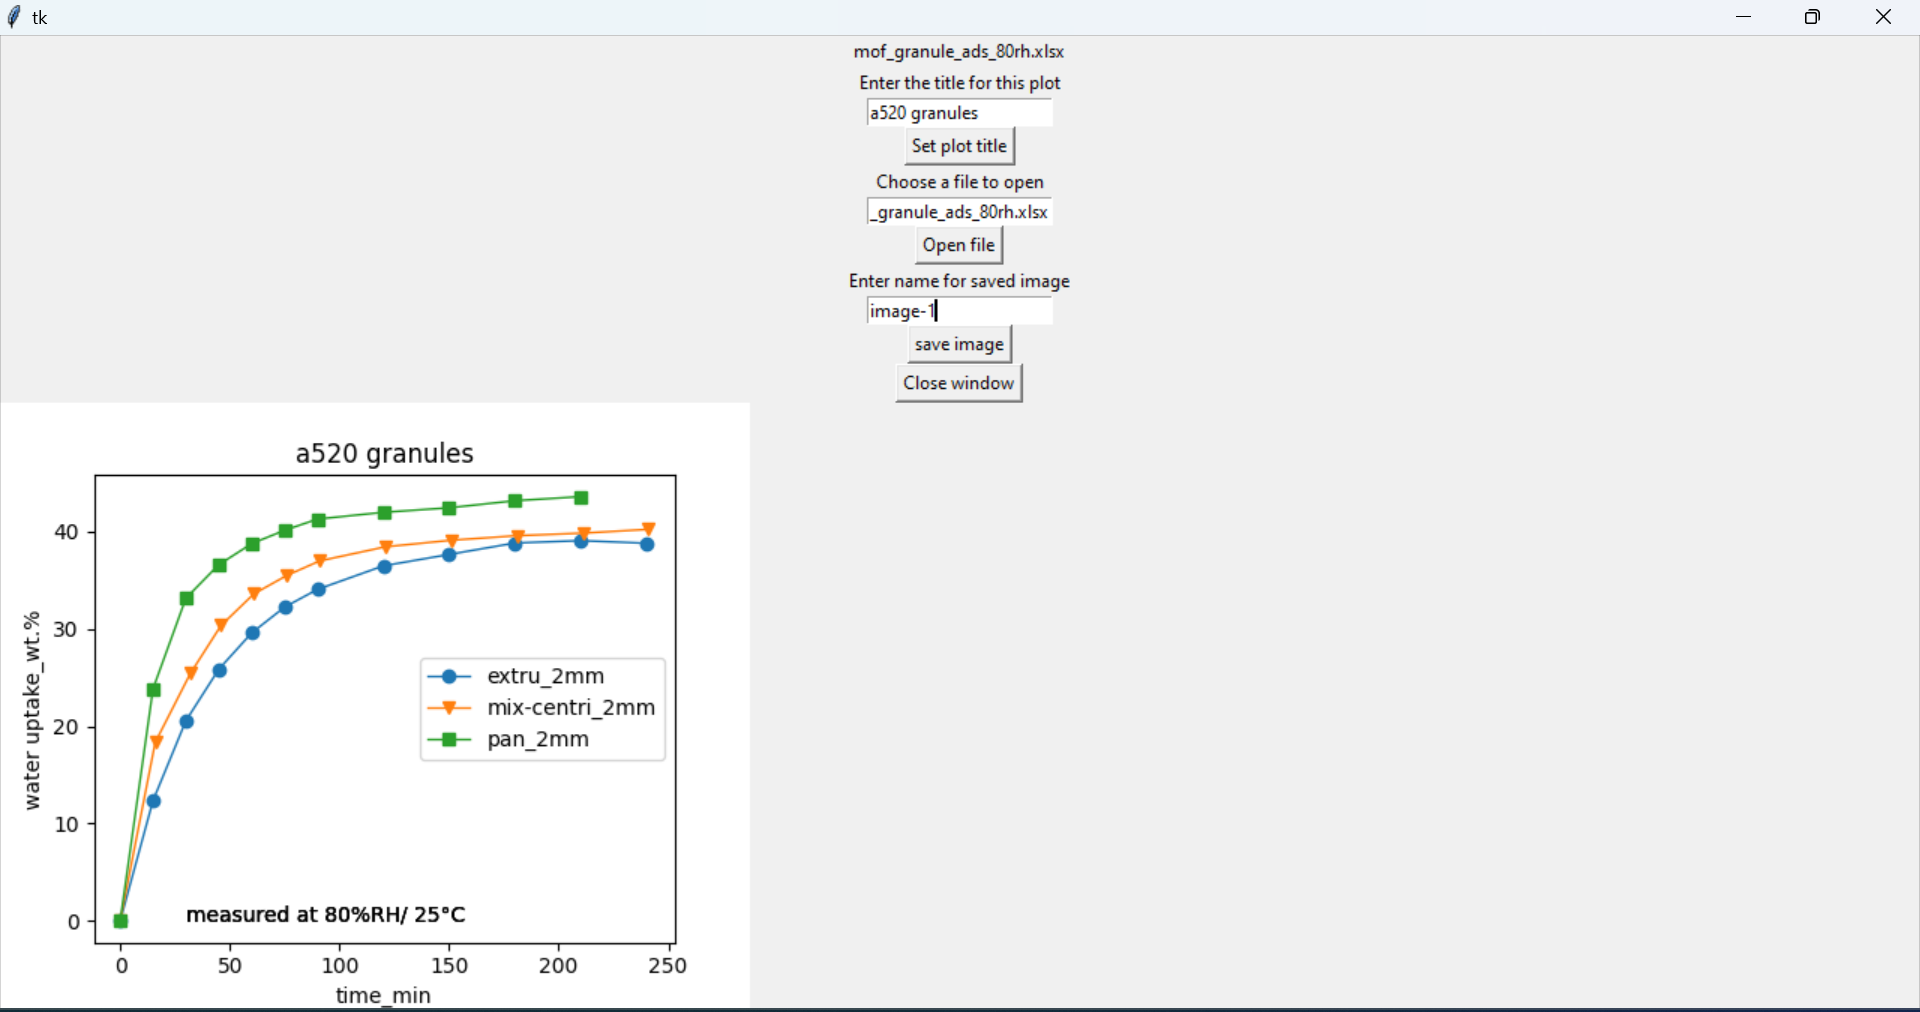 tk
mof_granule_ads_80rh.xlsx
Enter the title for this plot
a520 granules
Set plot title
Choose a file to open
_granule_ads_80rh.xlsx
Open file
Enter name for saved image
image-1
save image
Close window
a520 granules
40
30
20
10
0
water uptake_wt.%
extru_2mm
mix-centri_2mm
pan_2mm
measured at 80%RH/ 25°C
0 50 100 150 200 250
time_min